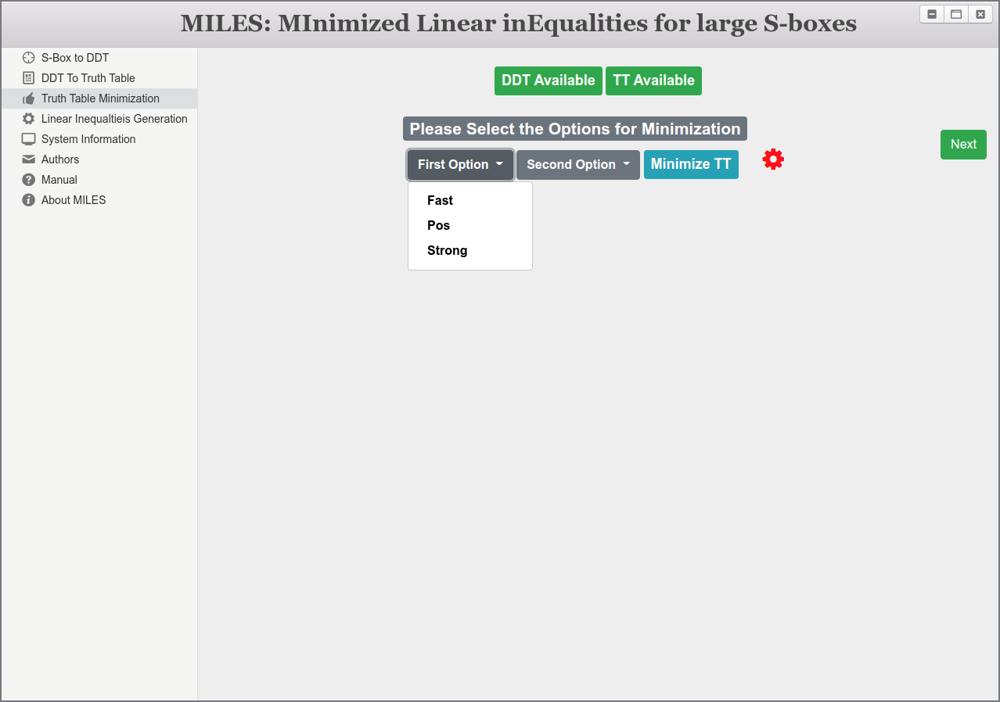 MILES: MInimized Linear inEqualities for large S-boxes
S-Box to DDT
DDT To Truth Table
Truth Table Minimization
Linear Inequaltieis Generation
System Information
Authors
Manual
About MILES
DDT Available TT Available
Please Select the Options for Minimization
First Option Second Option Minimize TT
Next
Fast
Pos
Strong